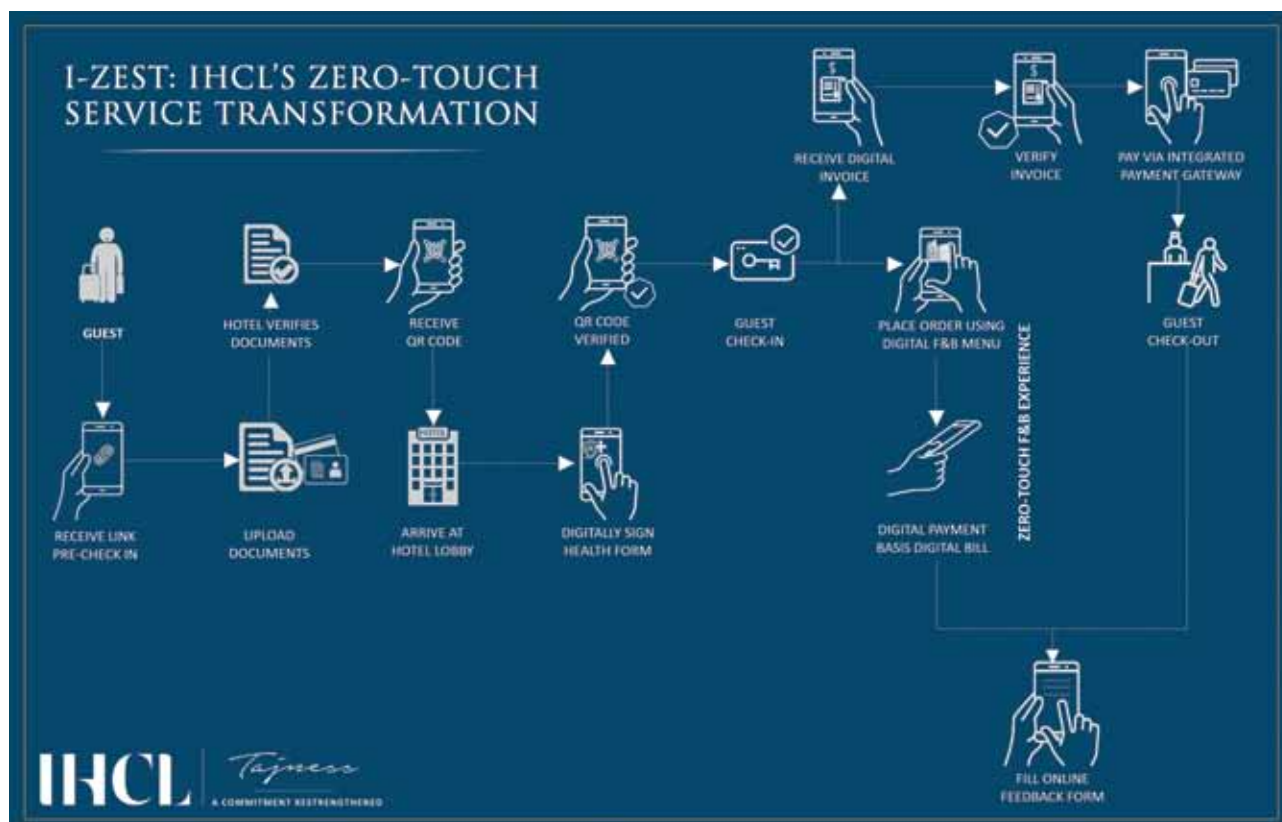 I-ZEST: IHCL'S ZERO-TOUCH
SERVICE TRANSFORMATION
RECEIVE DIGITAL
INVOICE
VERIFY
INVOICE
PAY VIA INTEGRATED
PAYMENT GATEWAY
GUEST
HOTEL VERIFIES
DOCUMENTS
RECEIVE
QR CODE
QR CODE
VERIFIED
GUEST
CHECK-IN
PLACE ORDER USING
DIGITAL F&B MENU
GUEST
CHECK-OUT
ZERO-TOUCH F&B EXPERIENCE
HOTEL
RECEIVE LINK
PRE-CHECK IN
UPLOAD
DOCUMENTS
ARRIVE AT
HOTEL LOBBY
DIGITALLY SIGN
HEALTH FORM
DIGITAL PAYMENT
BASIS DIGITAL BILL
FILL ONLINE
FEEDBACK FORM
IHCL
Tajness
A COMMITMENT RESTRENGTHENED